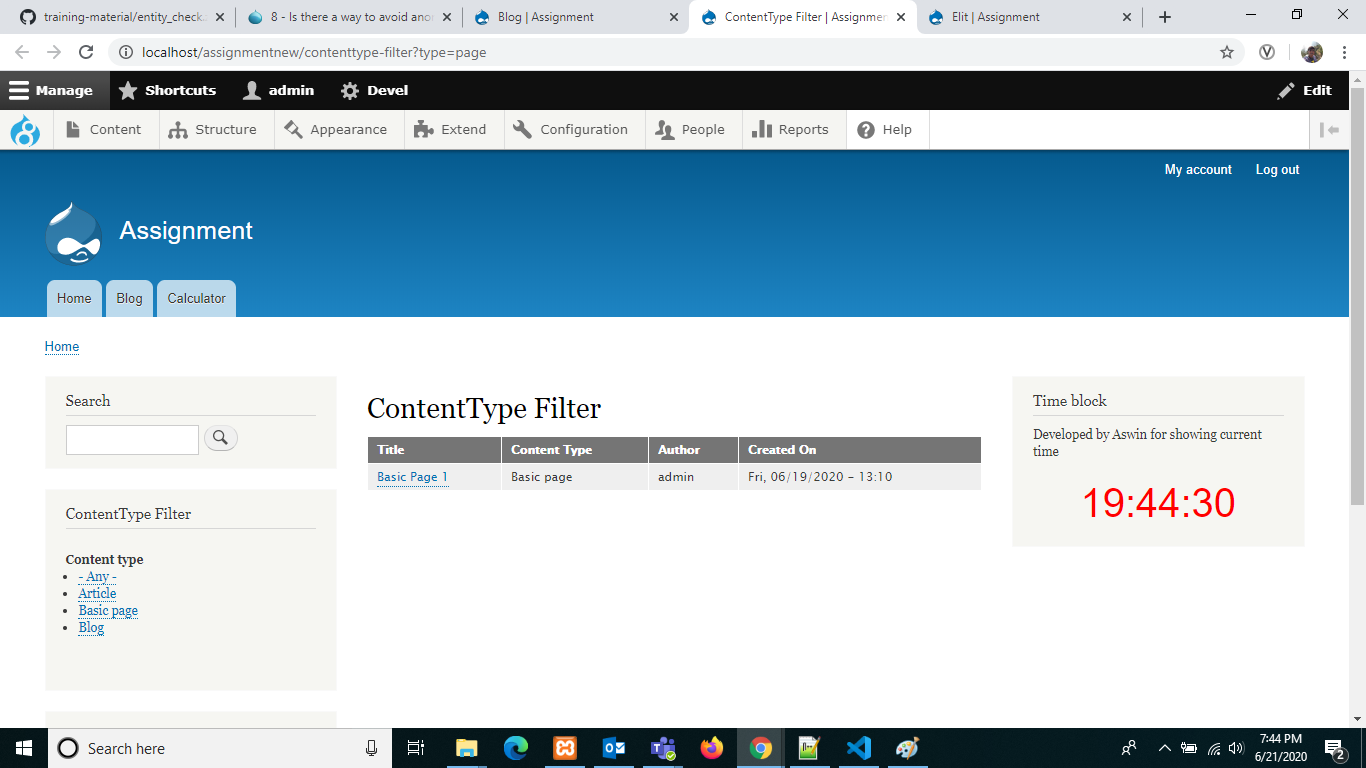 training-material/entity_check.
8 - Is there a way to avoid ano
Blog | Assignment
ContentType Filter | Assignmen
Elit | Assignment
localhost/assignmentnew/contenttype-filter?type=page
Manage Shortcuts admin Devel Edit
Content Structure Appearance Extend Configuration People Reports Help
My account Log out
Assignment
Home Blog Calculator
Home
Search
ContentType Filter
Content type
- Any -
Article
Basic page
Blog
ContentType Filter
Title Content Type Author Created On
Basic Page 1 Basic page admin Fri, 06/19/2020 - 13:10
Time block
Developed by Aswin for showing current
time
19:44:30
Search here
7:44 PM
6/21/2020
2